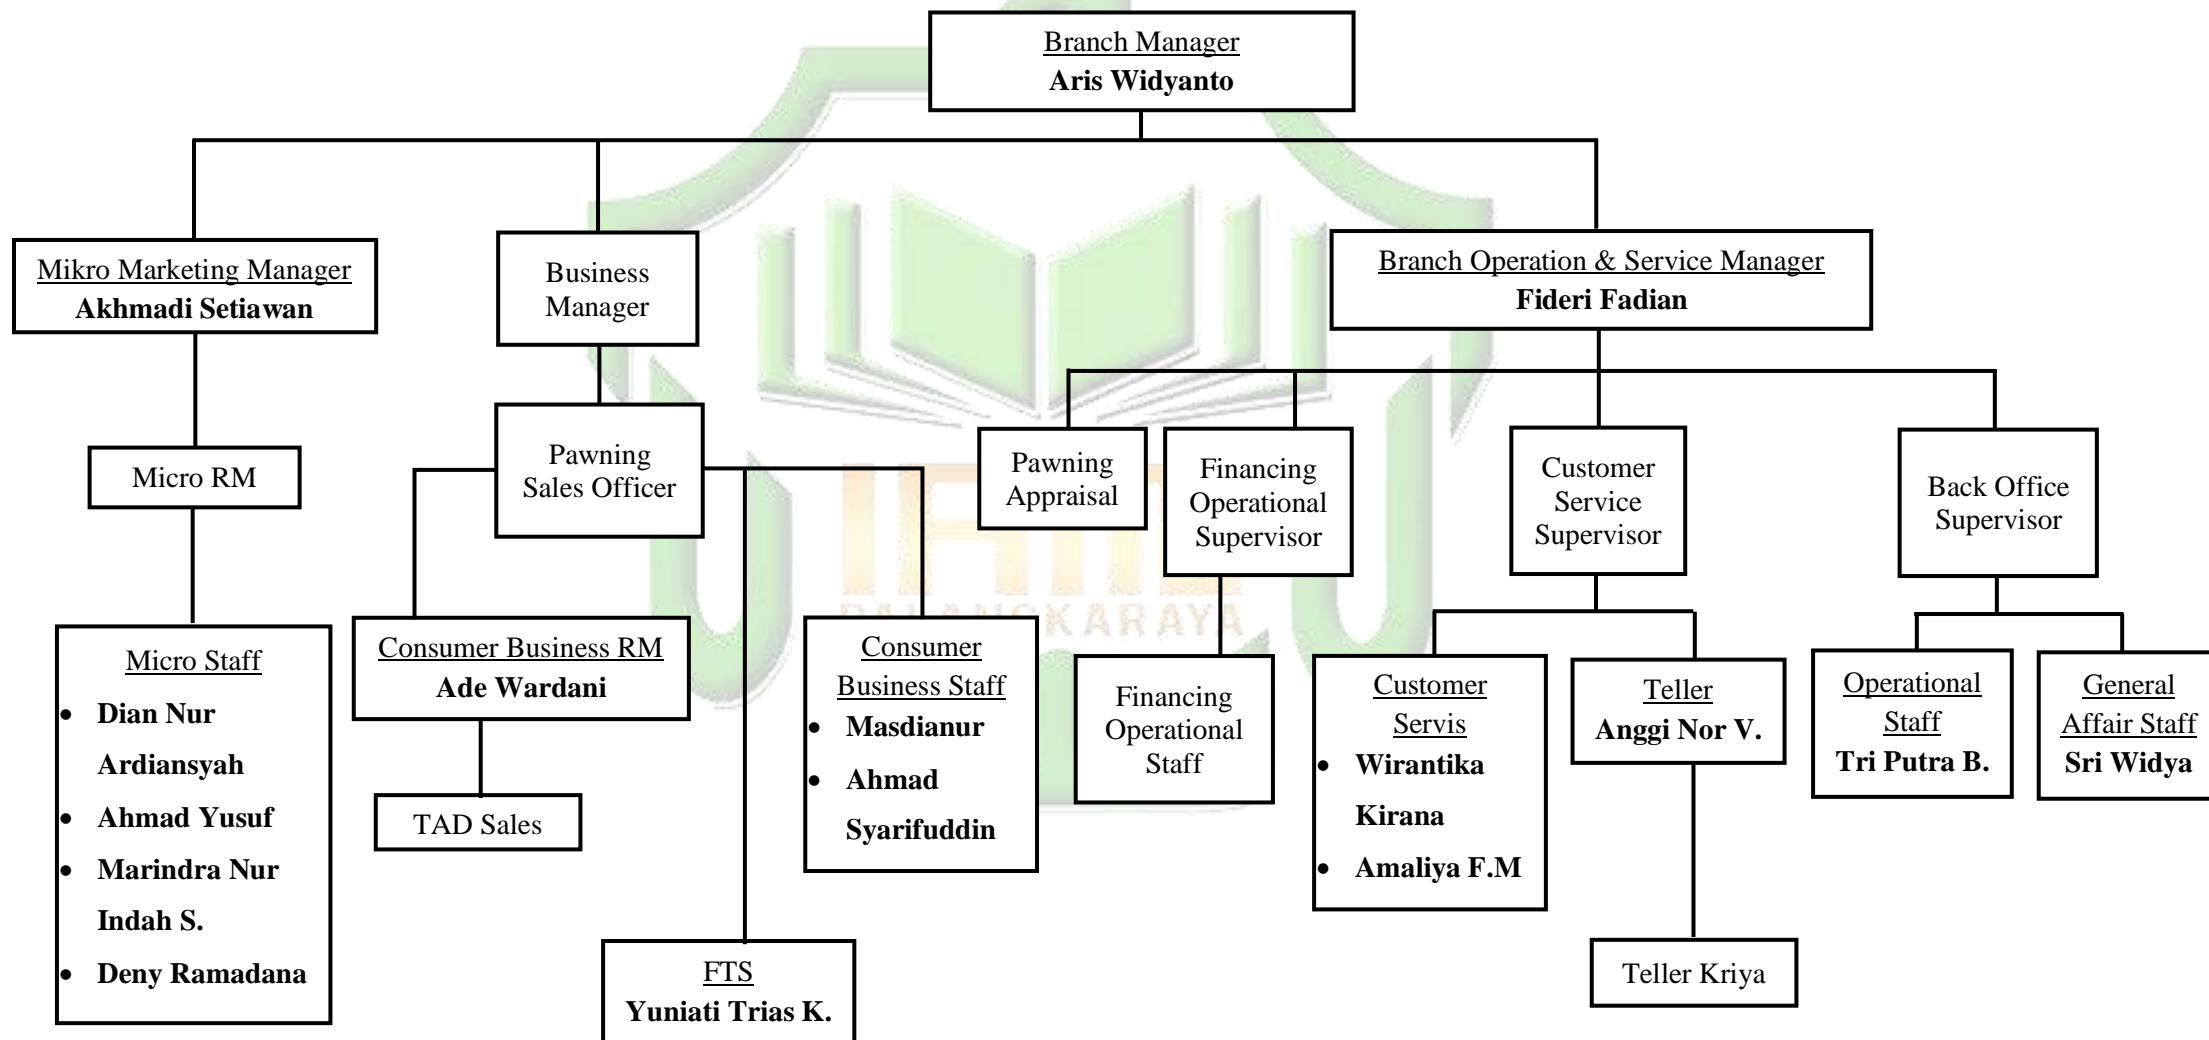 Branch Manager
Aris Widyanto
Mikro Marketing Manager
Akhmadi Setiawan
Business
Manager
Branch Operation & Service Manager
Fideri Fadian
Micro RM
Pawning
Sales Officer
Pawning
Appraisal
Financing
Operational
Supervisor
Customer
Service
Supervisor
Back Office
Supervisor
Micro Staff
• Dian Nur
Ardiansyah
• Ahmad Yusuf
• Marindra Nur
Indah S.
• Deny Ramadana
Consumer Business RM
Ade Wardani
TAD Sales
FTS
Yuniati Trias K.
Consumer
Business Staff
• Masdianur
• Ahmad
Syarifuddin
Financing
Operational
Staff
Customer
Servis
• Wirantika
Kirana
• Amaliya F.M
Teller
Anggi Nor V.
Teller Kriya
Operational
Staff
Tri Putra B.
General
Affair Staff
Sri Widya